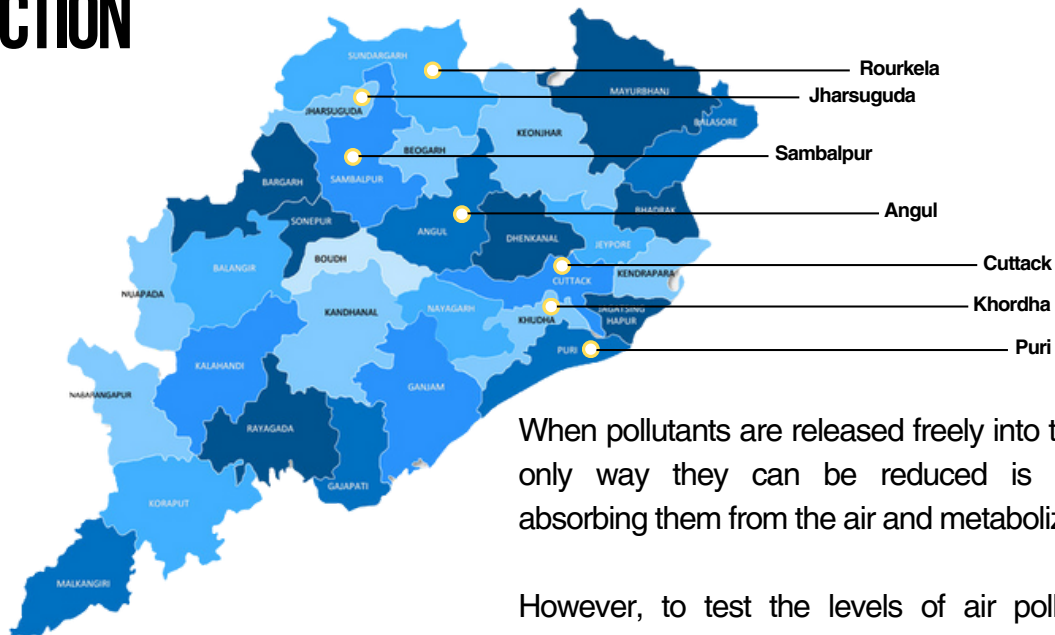 CTION
SUNDARGARH
Rourkela
MAYURBHANJ
Jharsuguda
JHARSUGUDA
BALASORE
KEONJHAR
BEOGARH
Sambalpur
BARGARH
SAMBALPUR
BHADRAK
Angul
SONEPUR
ANGUL
DHENKANAL
JEYPORE
BOUDH
BALANGIR
Cuttack
KENDRAPARA
CUTTACK
NUAPADA
Khordha
KANDHANAL
NAYAGARH
KHUDHA
JAGATSING
HAPUR
Puri
PURI
KALAHANDI
GANJAM
NABARANGAPUR
RAYAGADA
GAJAPATI
KORAPUT
MALKANGIRI
When pollutants are released freely into t
only way they can be reduced is
absorbing them from the air and metaboliz
However, to test the levels of air poll